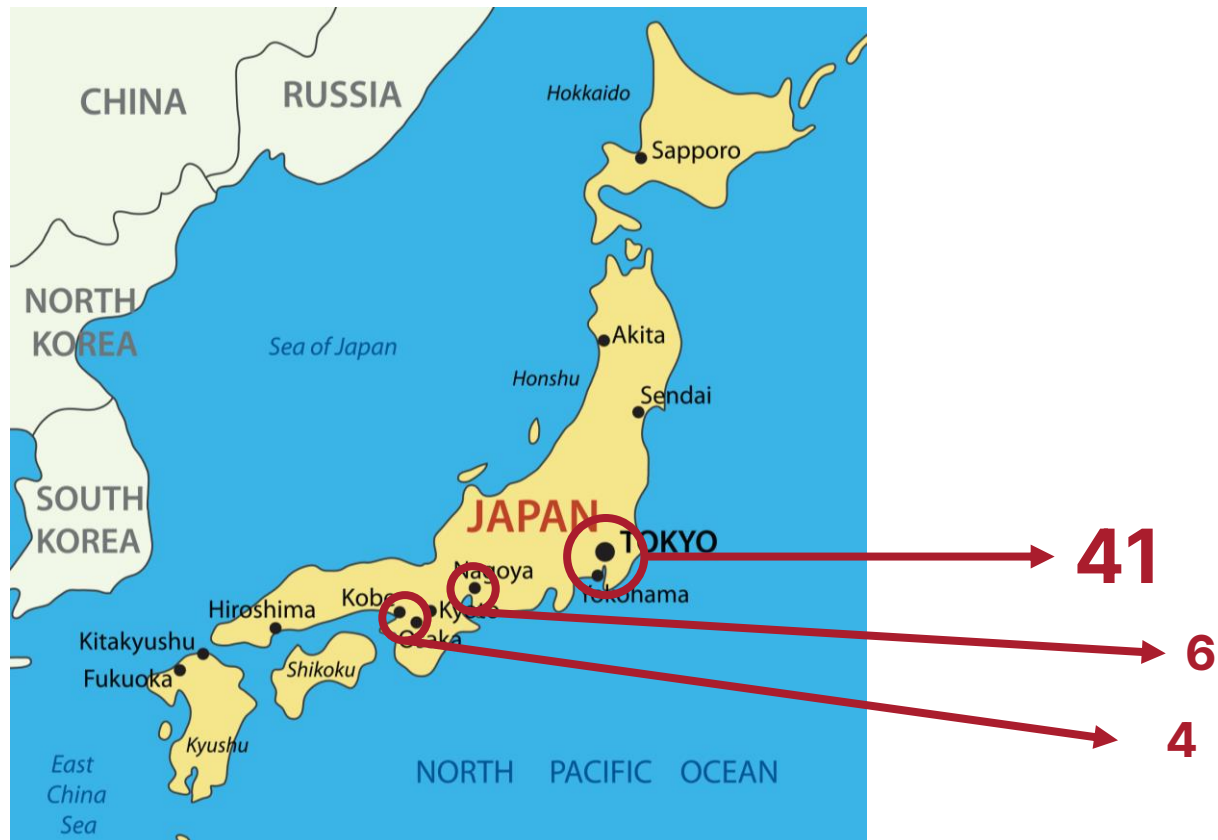 CHINA
RUSSIA
Hokkaido
Sapporo
NORTH
KOREA
Sea of Japan
Akita
Honshu
Sendai
SOUTH
KOREA
JAPAN
TOKYO
41
Nagoya
Yokohama
Kobe
Hiroshima
Kyoto
Osaka
Kitakyushu
6
Shikoku
Fukuoka
Kyushu
4
East
China
Sea
NORTH PACIFIC OCEAN